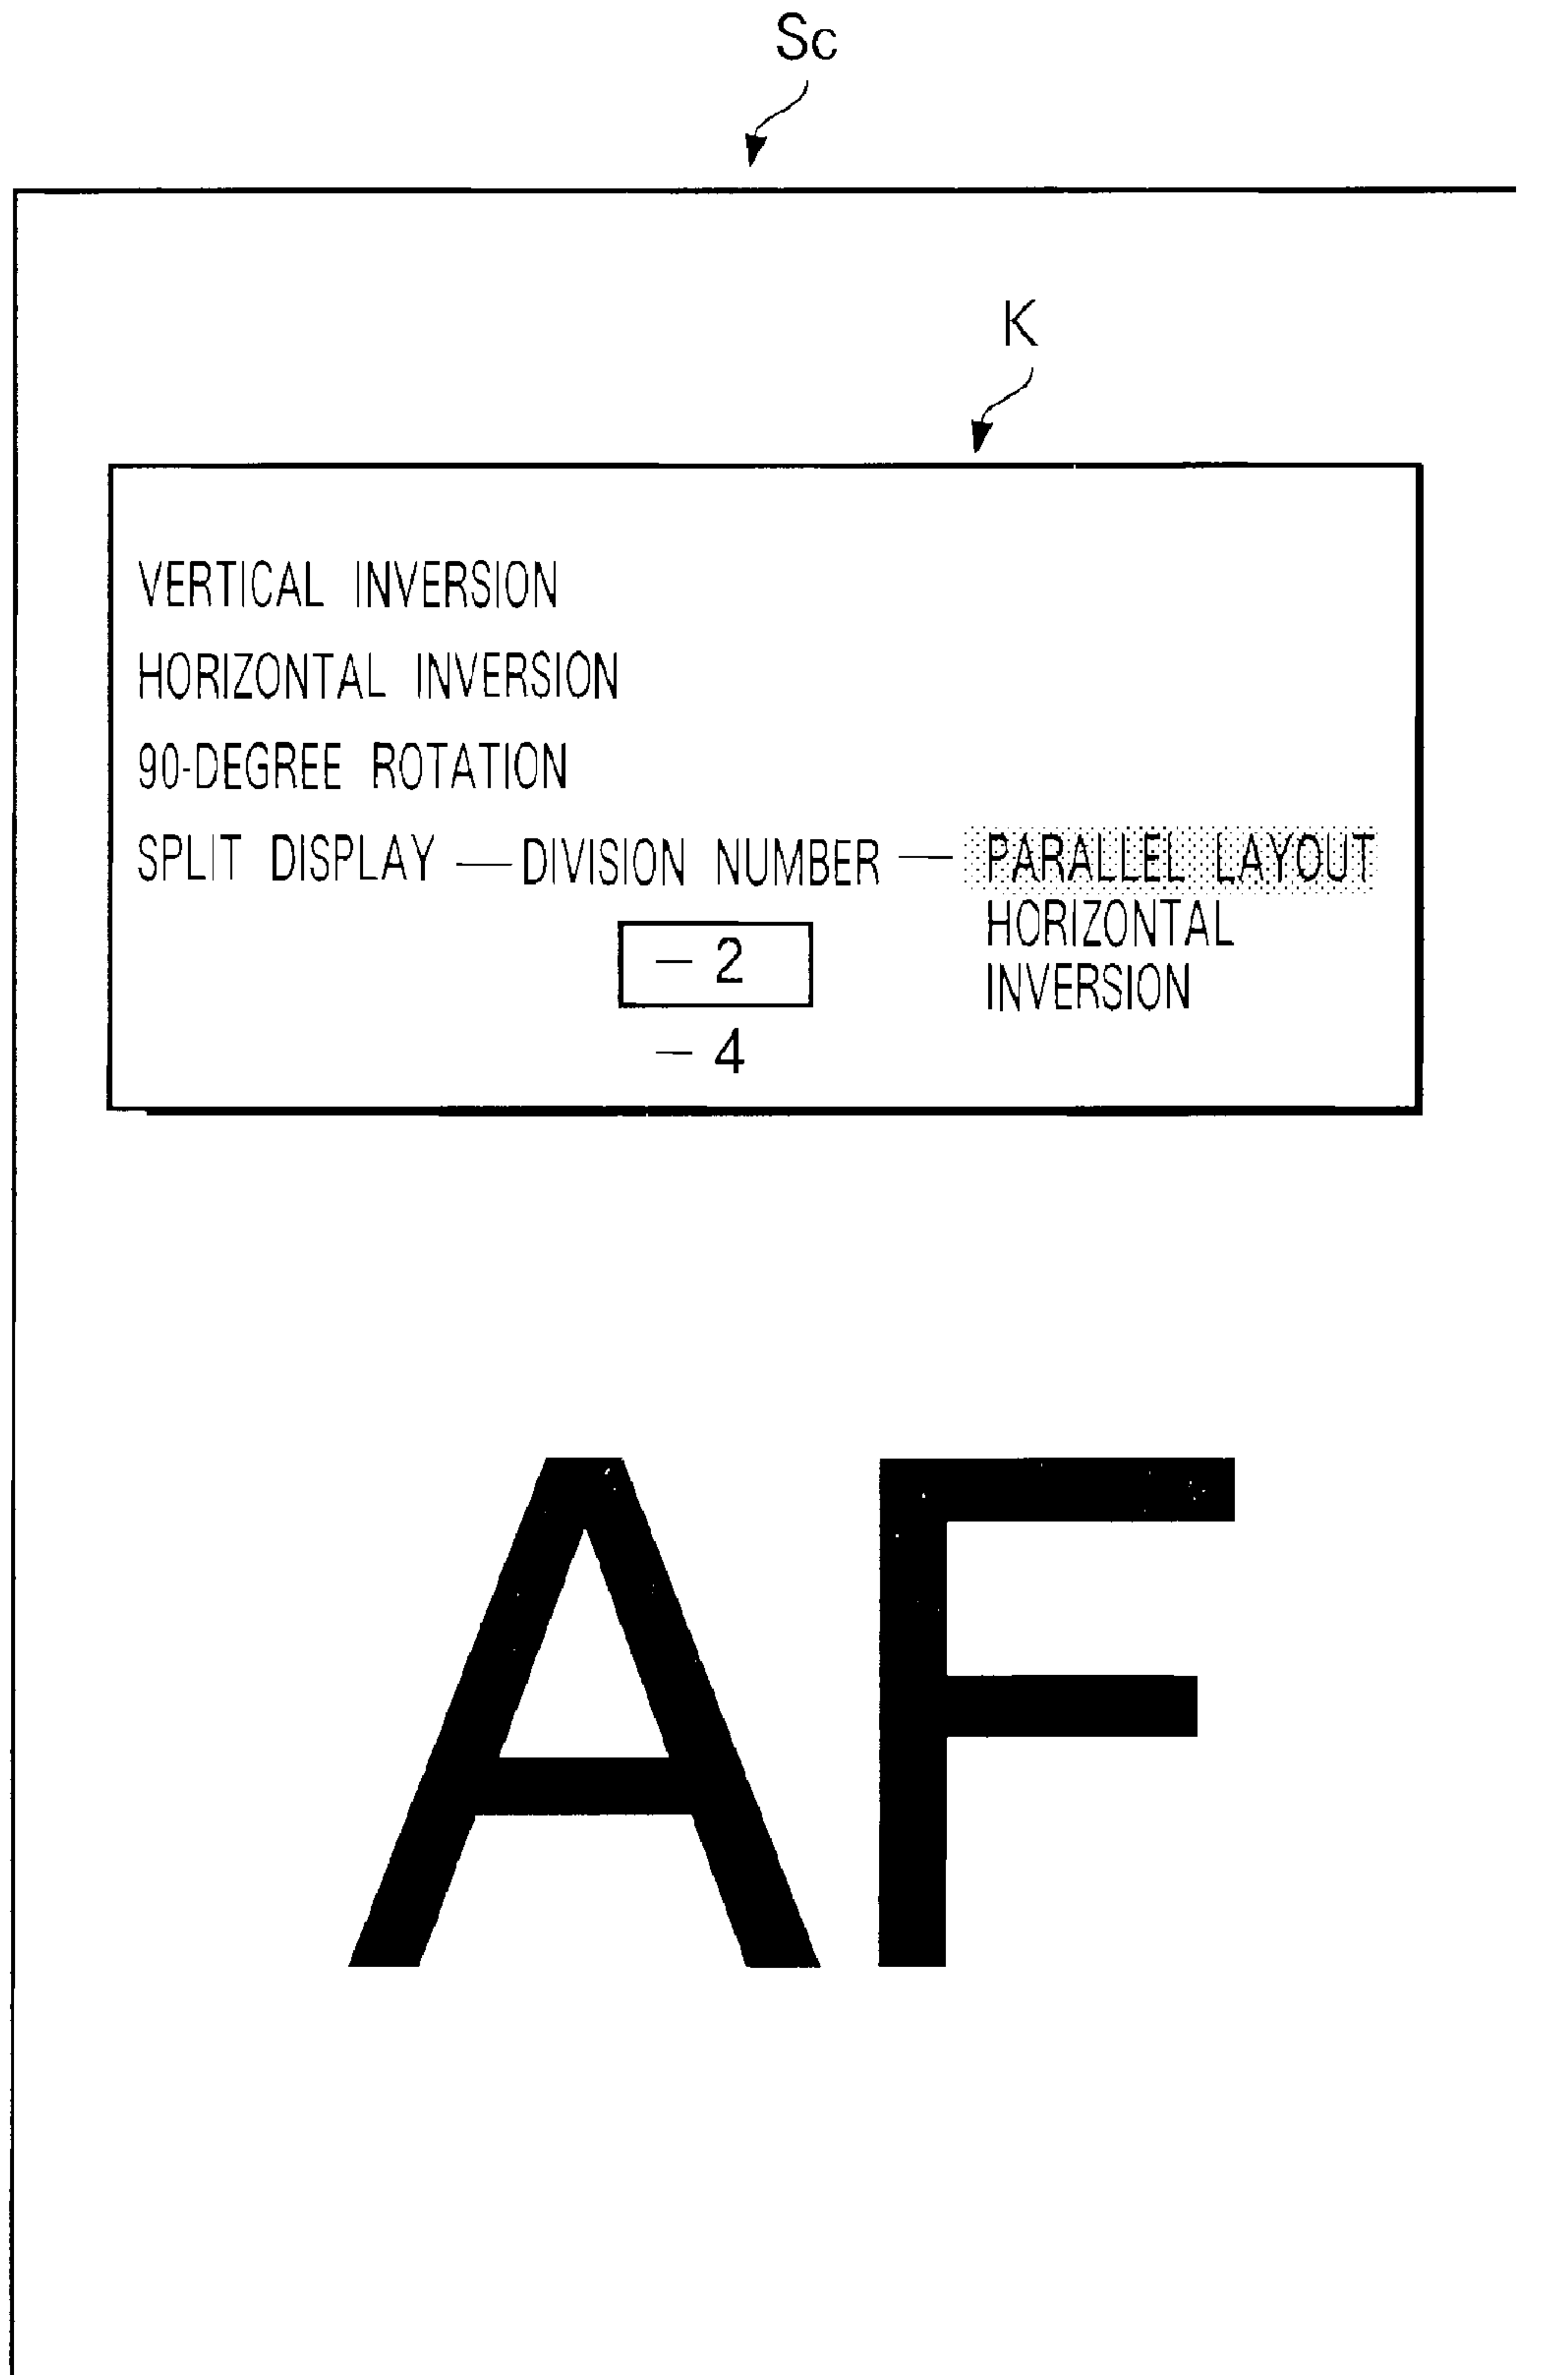 Sc
K
VERTICAL INVERSION
HORIZONTAL INVERSION
90-DEGREE ROTATION
SPLIT DISPLAY — DIVISION NUMBER — PARALLEL LAYOUT
HORIZONTAL
INVERSION
– 2
– 4
AF